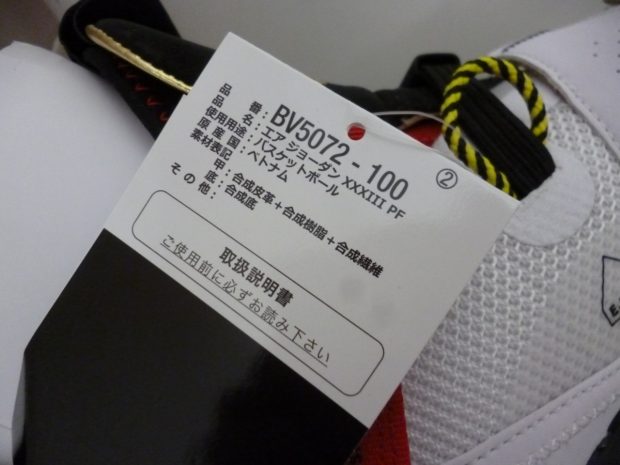 品番：BV5072 - 100
品名：エア ジョーダン XXXIII PF
使用用途：バスケットボール
原産国：ベトナム
素材表記
甲：合成皮革＋合成樹脂＋合成繊維
底：合成底
その他：
②
取扱説明書
ご使用前に必ずお読み下さい